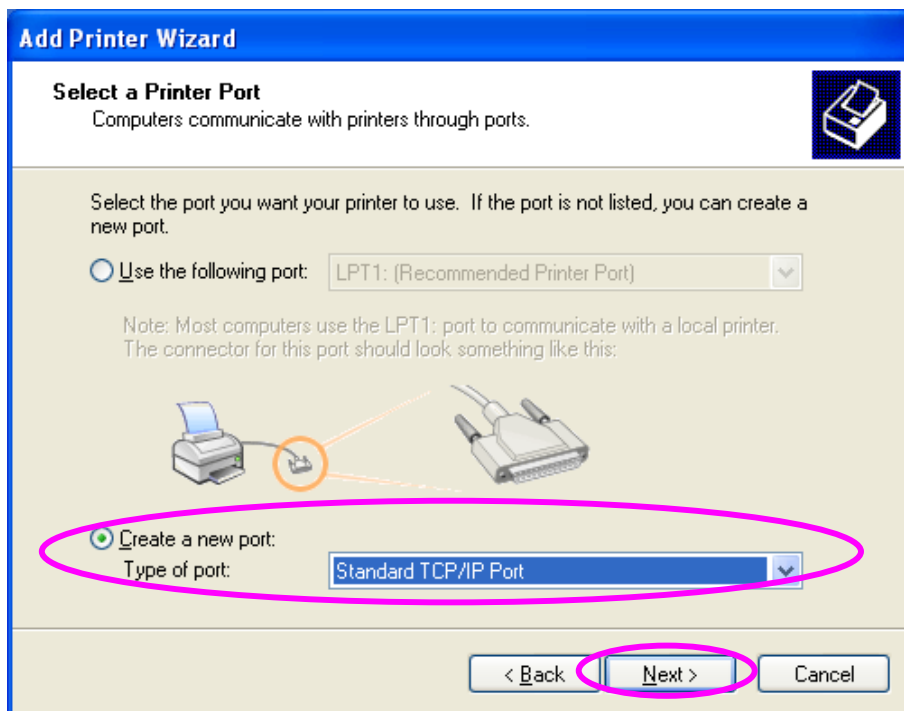 Add Printer Wizard
Select a Printer Port
Computers communicate with printers through ports.
Select the port you want your printer to use. If the port is not listed, you can create a
new port.
Use the following port: LPT1: (Recommended Printer Port)
Note: Most computers use the LPT1: port to communicate with a local printer.
The connector for this port should look something like this:
Create a new port:
Type of port: Standard TCP/IP Port
< Back Next > Cancel